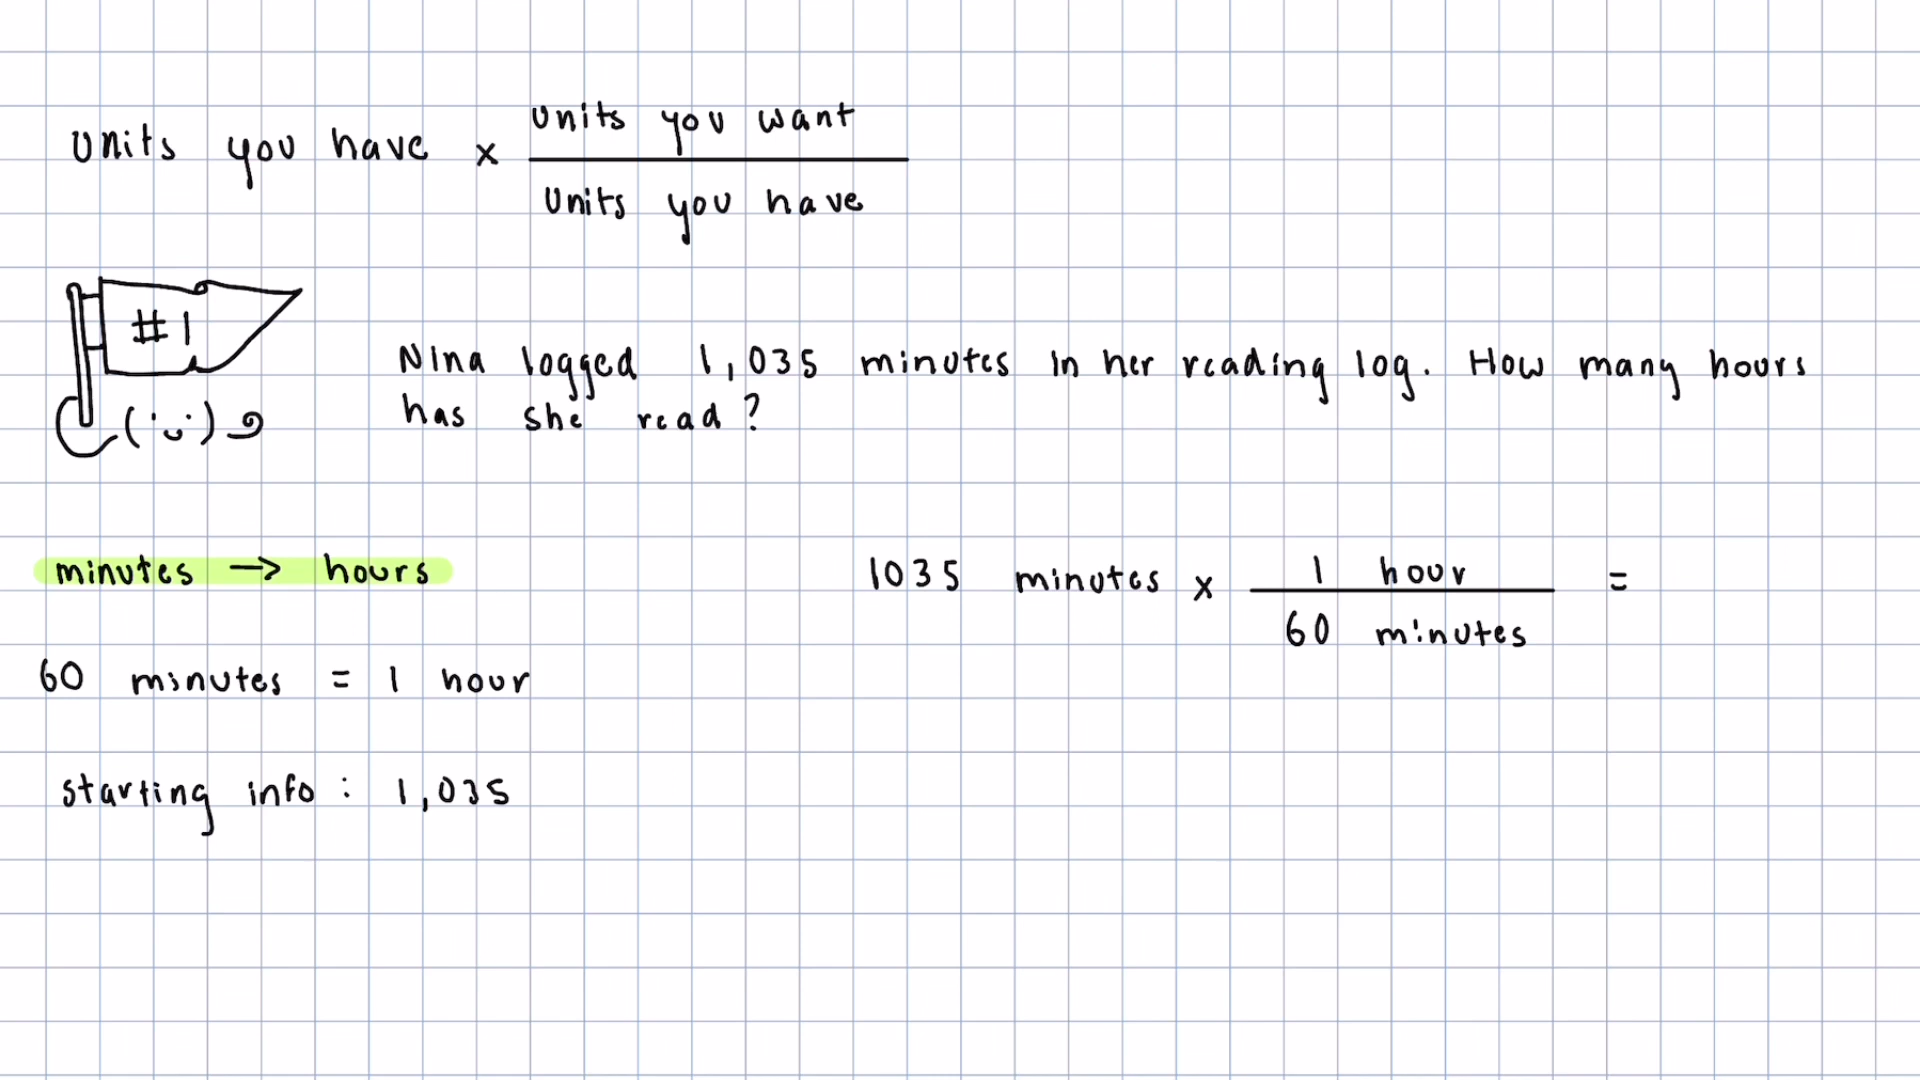 units you have x units you want
units you have
#1
Nina logged 1,035 minutes in her reading log. How many hours
has she read?
minutes → hours
1035 minutes x 1 hour =
60 minutes
60 minutes = 1 hour
starting info : 1,035